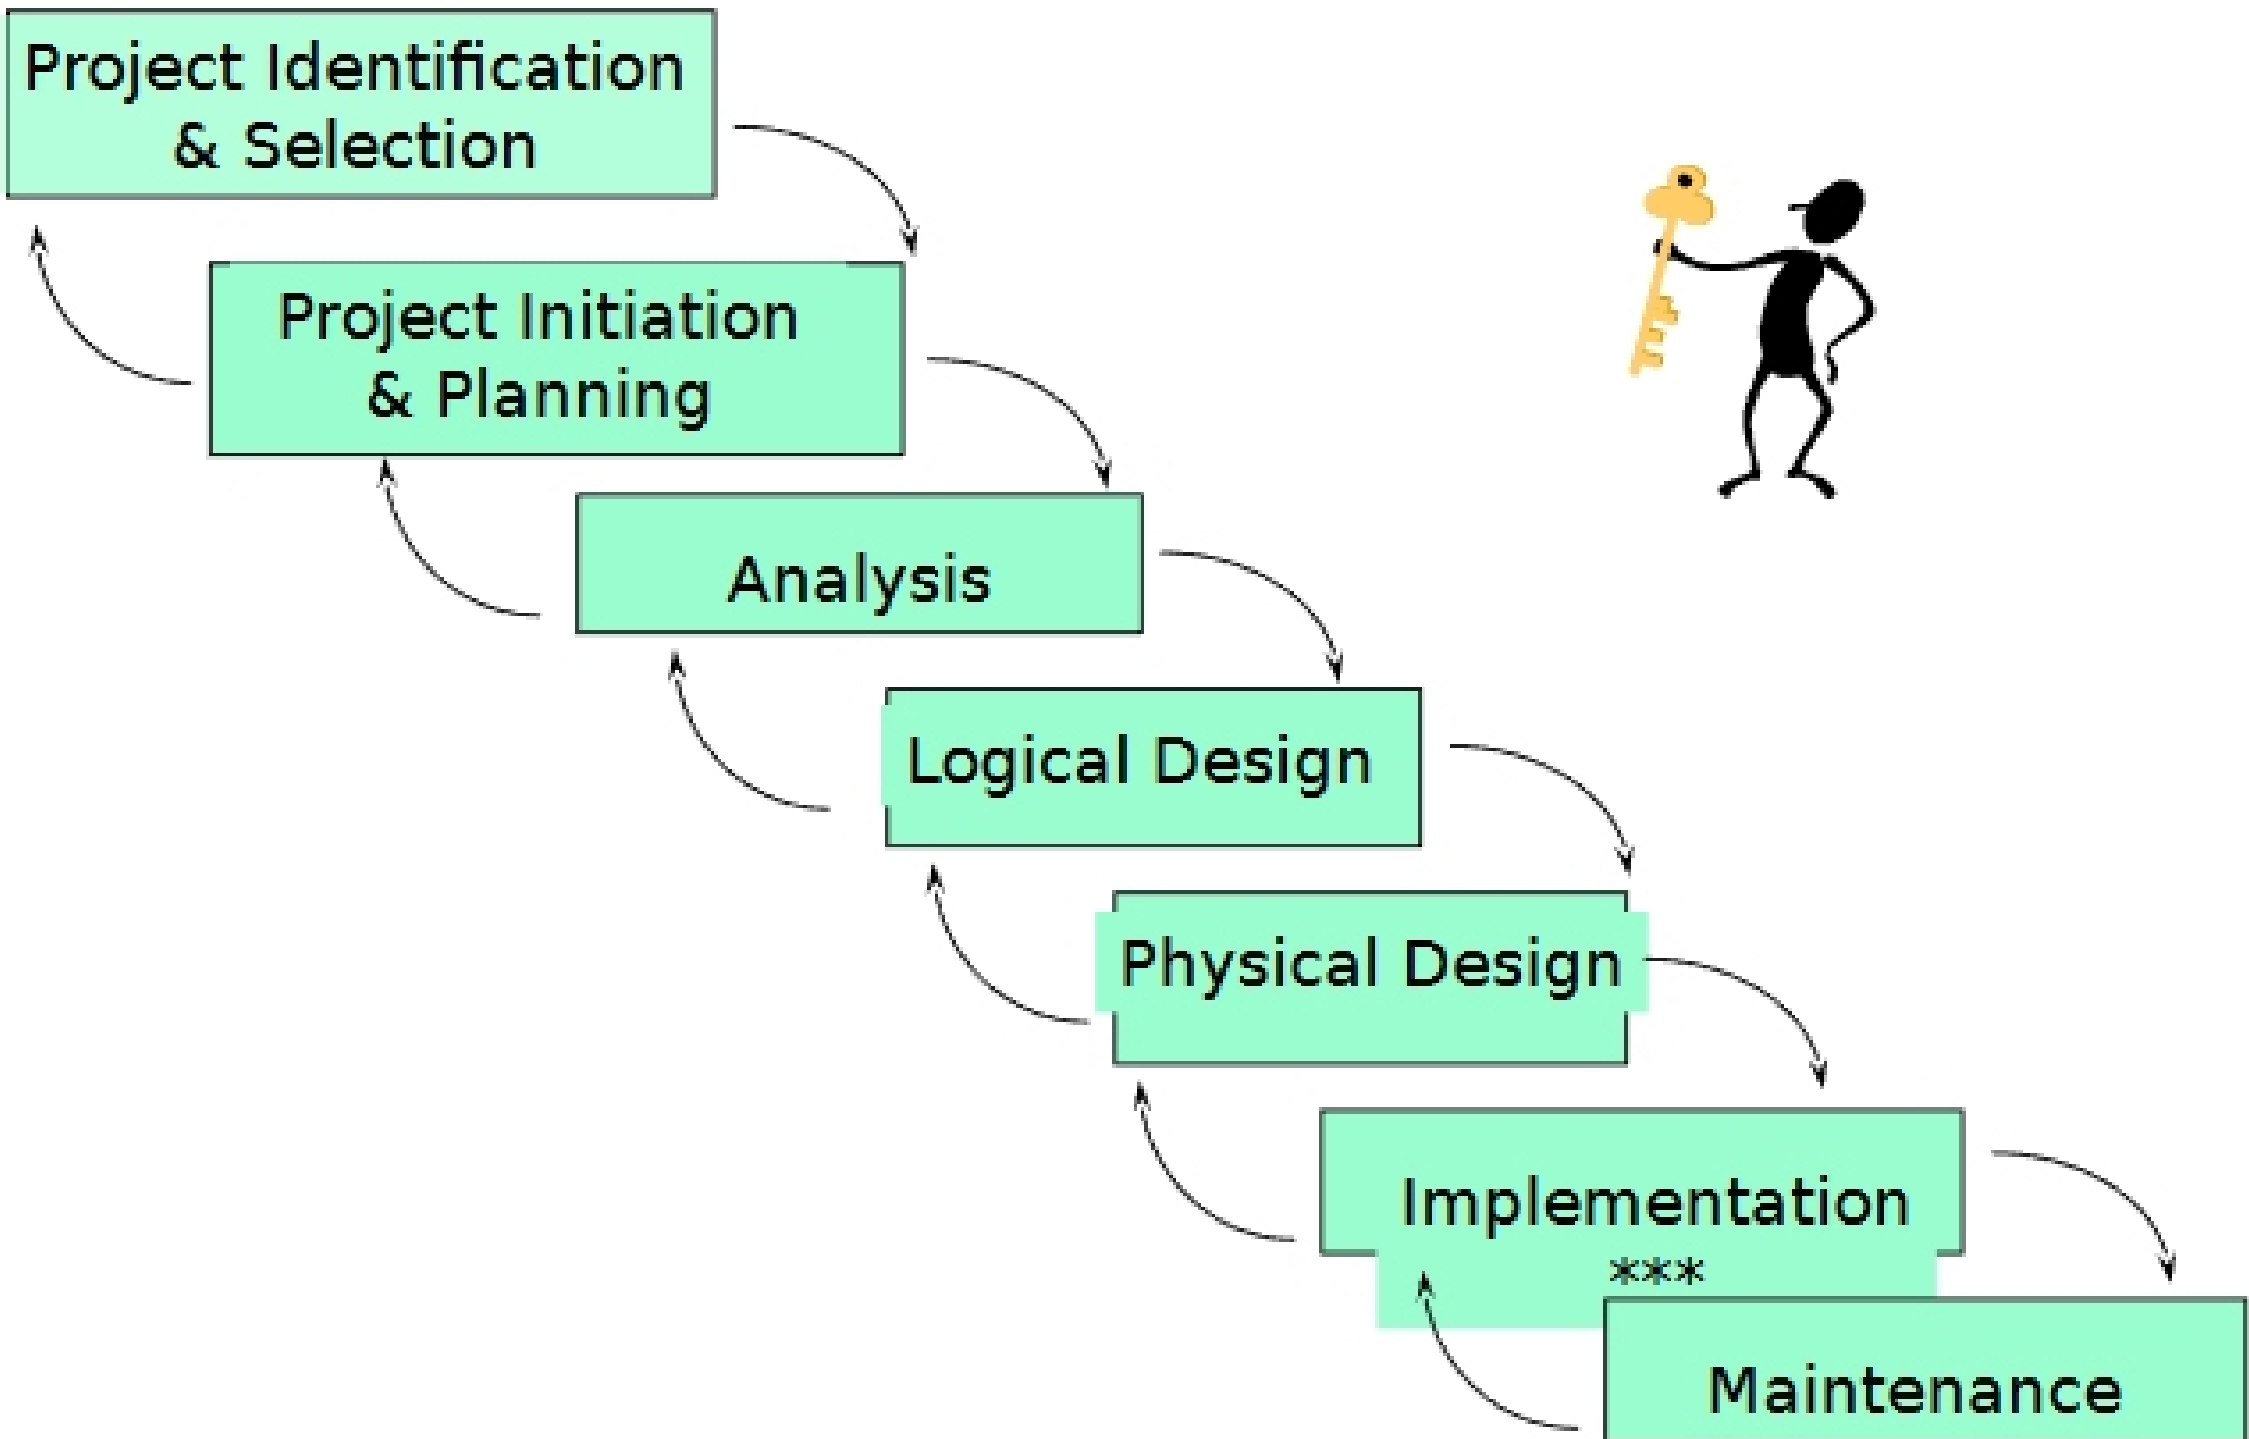 Project Identification
& Selection
Project Initiation
& Planning
Analysis
Logical Design
Physical Design
Implementation
***
Maintenance